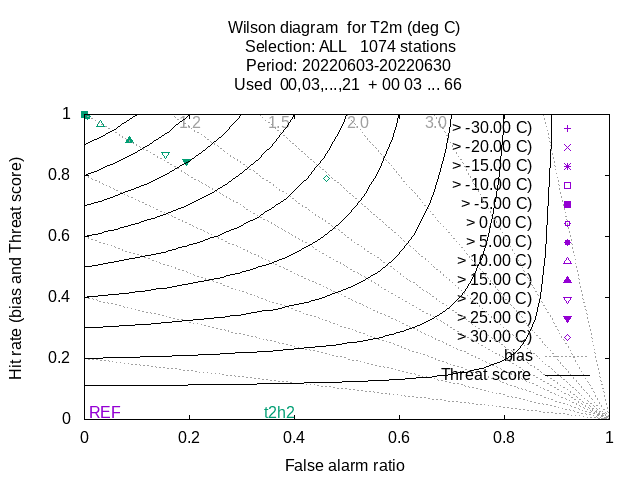 Wilson diagram  for T2m (deg C)
Selection: ALL   1074 stations
Period: 20220603-20220630
Used  00,03,...,21  + 00 03 ... 66
1
1.2
1.5
2.0
3.0
> -30.00 C)
> -20.00 C)
> -15.00 C)
> -10.00 C)
> -5.00 C)
> 0.00 C)
> 5.00 C)
> 10.00 C)
> 15.00 C)
> 20.00 C)
> 25.00 C)
> 30.00 C)
bias
Threat score
0.8
0.6
0.4
0.2
0
Hit rate (bias and Threat score)
REF
t2h2
0
0.2
0.4
0.6
0.8
1
False alarm ratio